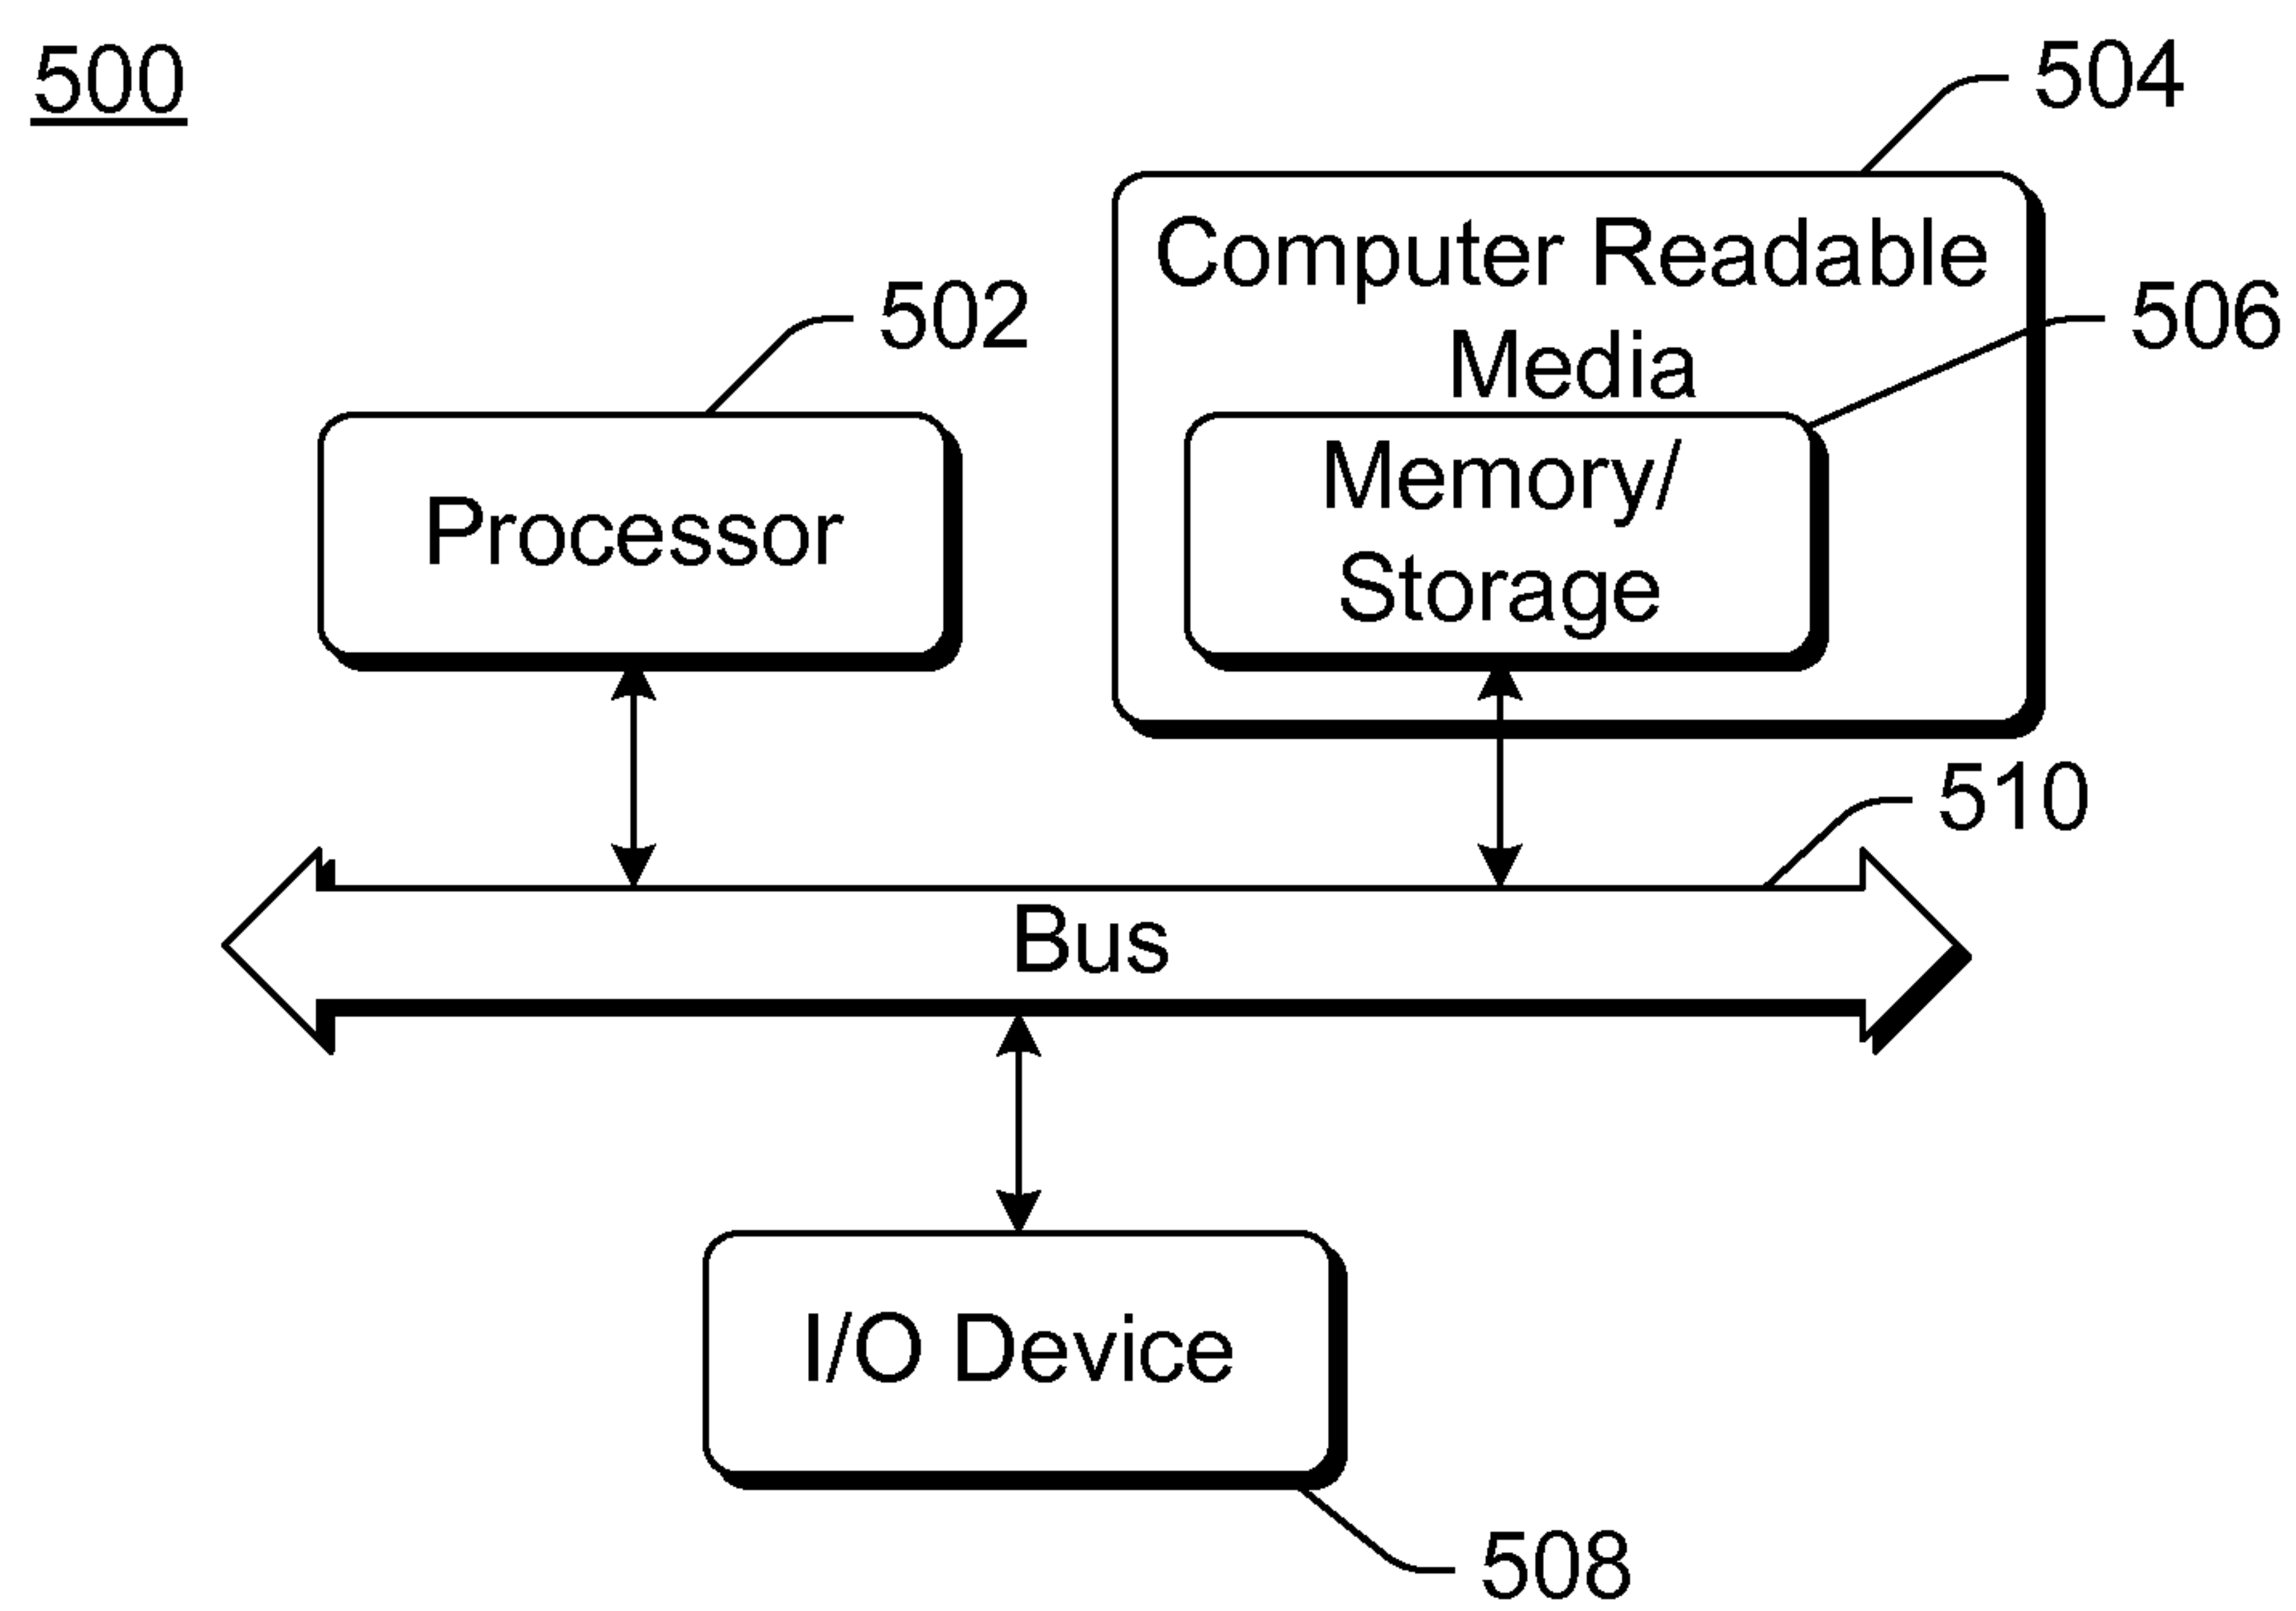 500
504
Computer Readable
Media
502
506
Processor
Memory/
Storage
510
Bus
I/O Device
508